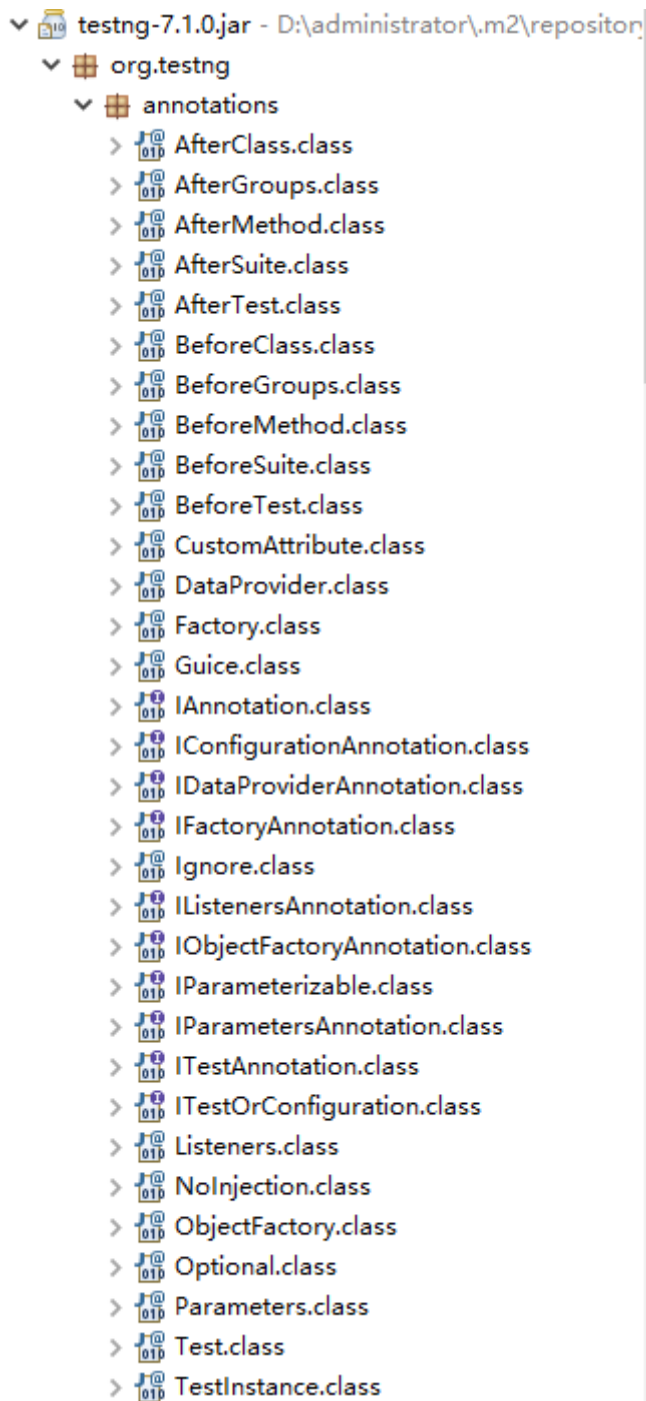 testng-7.1.0.jar - D:\administrator\.m2\repository
org.testng
annotations
AfterClass.class
AfterGroups.class
AfterMethod.class
AfterSuite.class
AfterTest.class
BeforeClass.class
BeforeGroups.class
BeforeMethod.class
BeforeSuite.class
BeforeTest.class
CustomAttribute.class
DataProvider.class
Factory.class
Guice.class
IAnnotation.class
IConfigurationAnnotation.class
IDataProviderAnnotation.class
IFactoryAnnotation.class
Ignore.class
IListenersAnnotation.class
IObjectFactoryAnnotation.class
IParameterizable.class
IParametersAnnotation.class
ITestAnnotation.class
ITestOrConfiguration.class
Listeners.class
NoInjection.class
ObjectFactory.class
Optional.class
Parameters.class
Test.class
TestInstance.class